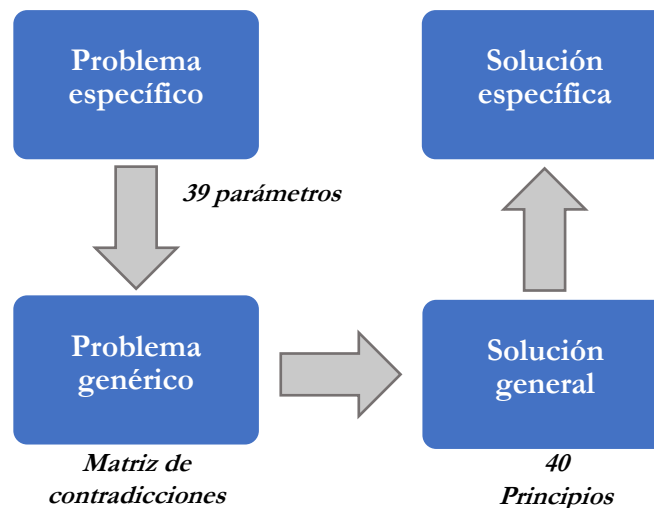 Problema
específico
Solución
específica
39 parámetros
Problema
genérico
Solución
general
Matriz de
contradicciones
40
Principios